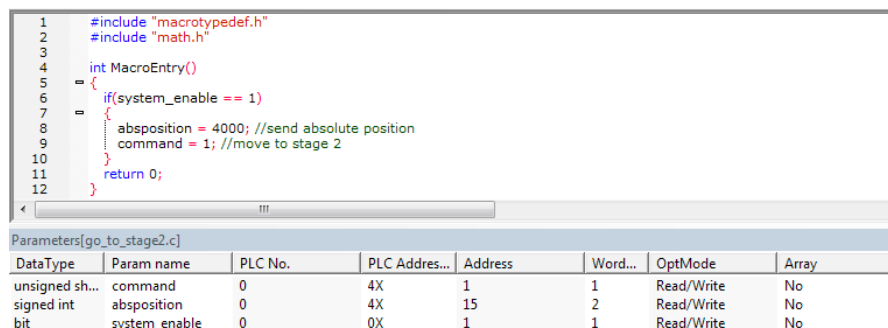 1 #include "macrotypedef.h"
2 #include "math.h"
3
4 int MacroEntry()
5 {
6 if(system_enable == 1)
7 {
8 absposition = 4000; //send absolute position
9 command = 1; //move to stage 2
10 }
11 return 0;
12 }
Parameters[go_to_stage2.c]
DataType Param name PLC No. PLC Addres... Address Word... OptMode Array
unsigned sh... command 0 4X 1 1 Read/Write No
signed int absposition 0 4X 15 2 Read/Write No
bit system_enable 0 0X 1 1 Read/Write No